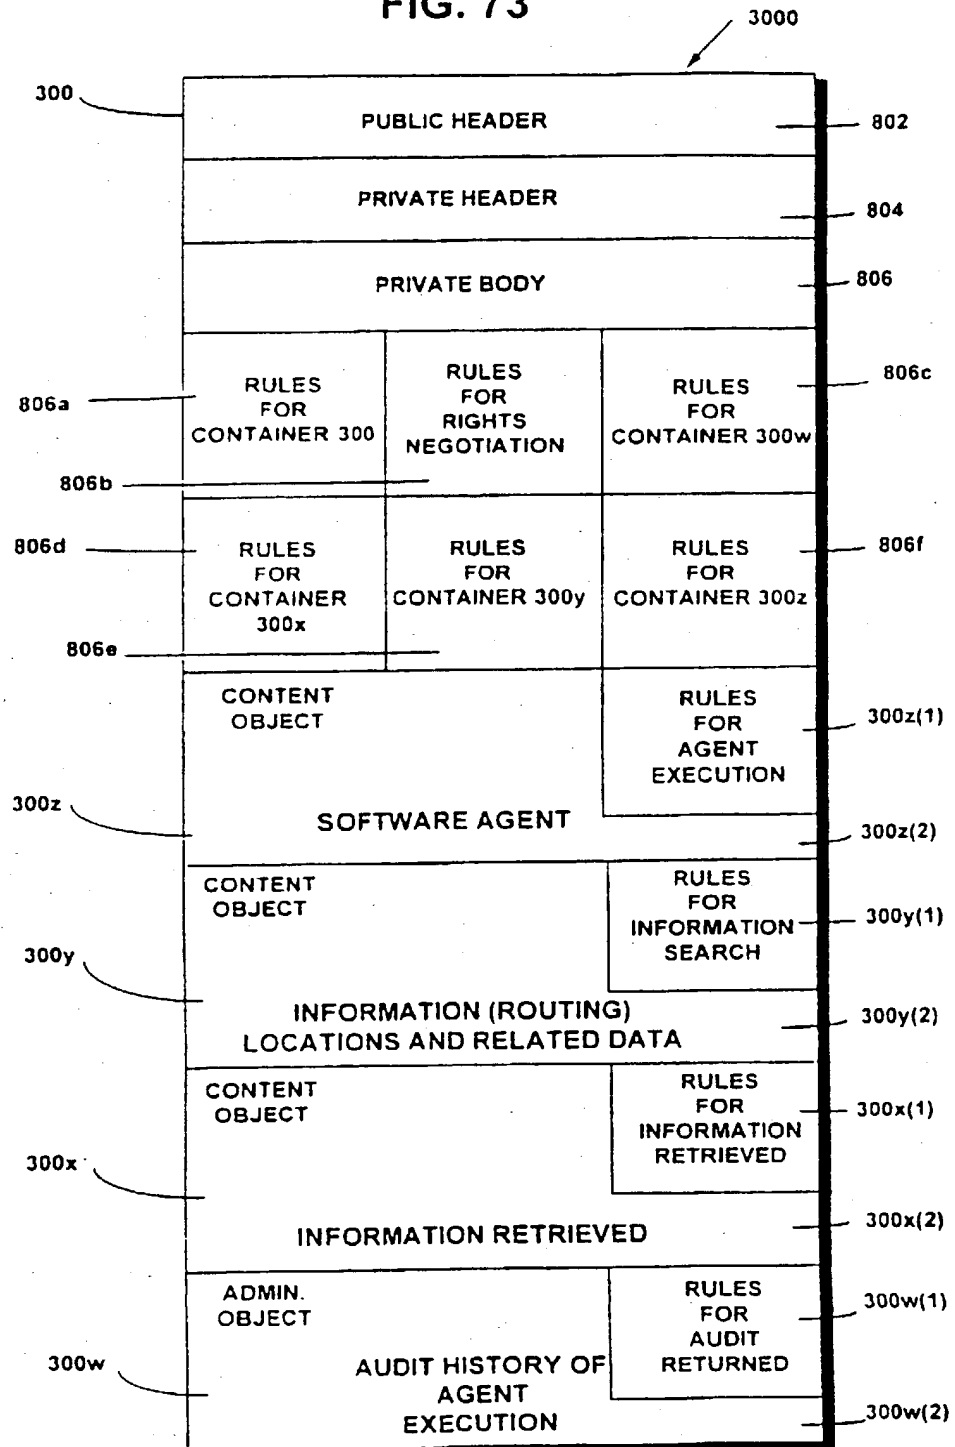 FIG. 73
3000
300
PUBLIC HEADER
802
PRIVATE HEADER
804
PRIVATE BODY
806
806a
RULES
FOR
CONTAINER 300
806b
RULES
FOR
RIGHTS
NEGOTIATION
RULES
FOR
CONTAINER 300w
806c
806d
RULES
FOR
CONTAINER
300x
806e
RULES
FOR
CONTAINER 300y
RULES
FOR
CONTAINER 300z
806f
CONTENT
OBJECT
RULES
FOR
AGENT
EXECUTION
300z(1)
300z
SOFTWARE AGENT
300z(2)
CONTENT
OBJECT
RULES
FOR
INFORMATION
SEARCH
300y(1)
300y
INFORMATION (ROUTING)
LOCATIONS AND RELATED DATA
300y(2)
CONTENT
OBJECT
RULES
FOR
INFORMATION
RETRIEVED
300x(1)
300x
INFORMATION RETRIEVED
300x(2)
ADMIN.
OBJECT
RULES
FOR
AUDIT
RETURNED
300w(1)
300w
AUDIT HISTORY OF
AGENT
EXECUTION
300w(2)